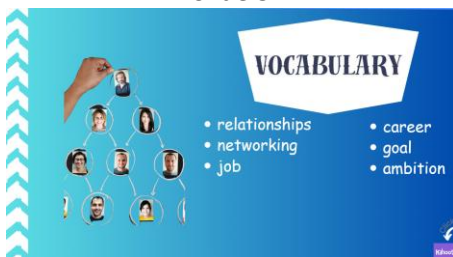 VOCABULARY
• relationships
• networking
• job
• career
• goal
• ambition